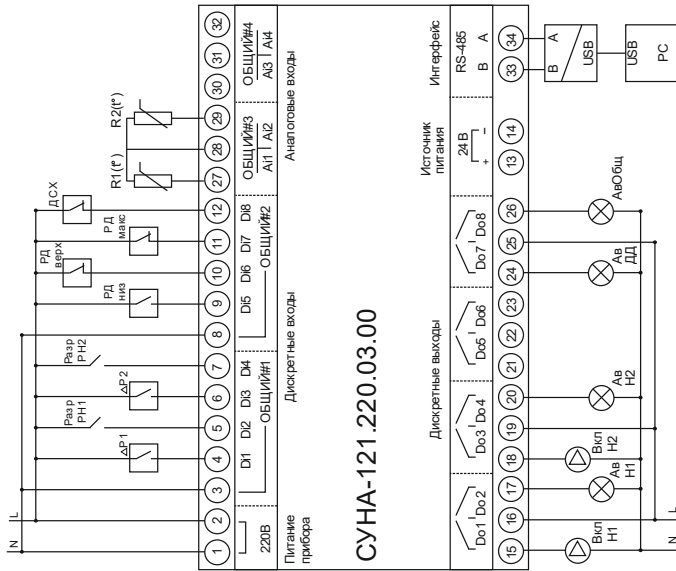 N
L
ΔP1
Разр
РН1
ΔP2
Разр
РН2
РД
низ
РД
верх
РД
макс
ДСХ
R1(t°)
R2(t°)
1 2 3 4 5 6 7 8 9 10 11 12 27 28 29 30 31 32
220В
Di1 Di2 Di3 Di4
ОБЩИЙ#1
Di5 Di6 Di7 Di8
ОБЩИЙ#2
ОБЩИЙ#3
Ai1 Ai2
ОБЩИЙ#4
Ai3 Ai4
Питание
прибора
Дискретные входы
Аналоговые входы
СУНА-121.220.03.00
Дискретные выходы
Источник
питания
Интерфейс
Do1 Do2
Do3 Do4
Do5 Do6
Do7 Do8
24 В
+ −
RS-485
B A
15 16 17 18 19 20 21 22 23 24 25 26 13 14 33 34
Вкл
Н1
Ав
Н1
Вкл
Н2
Ав
Н2
Ав
ДД
АвОбщ
B A
USB
USB
PC
N
L